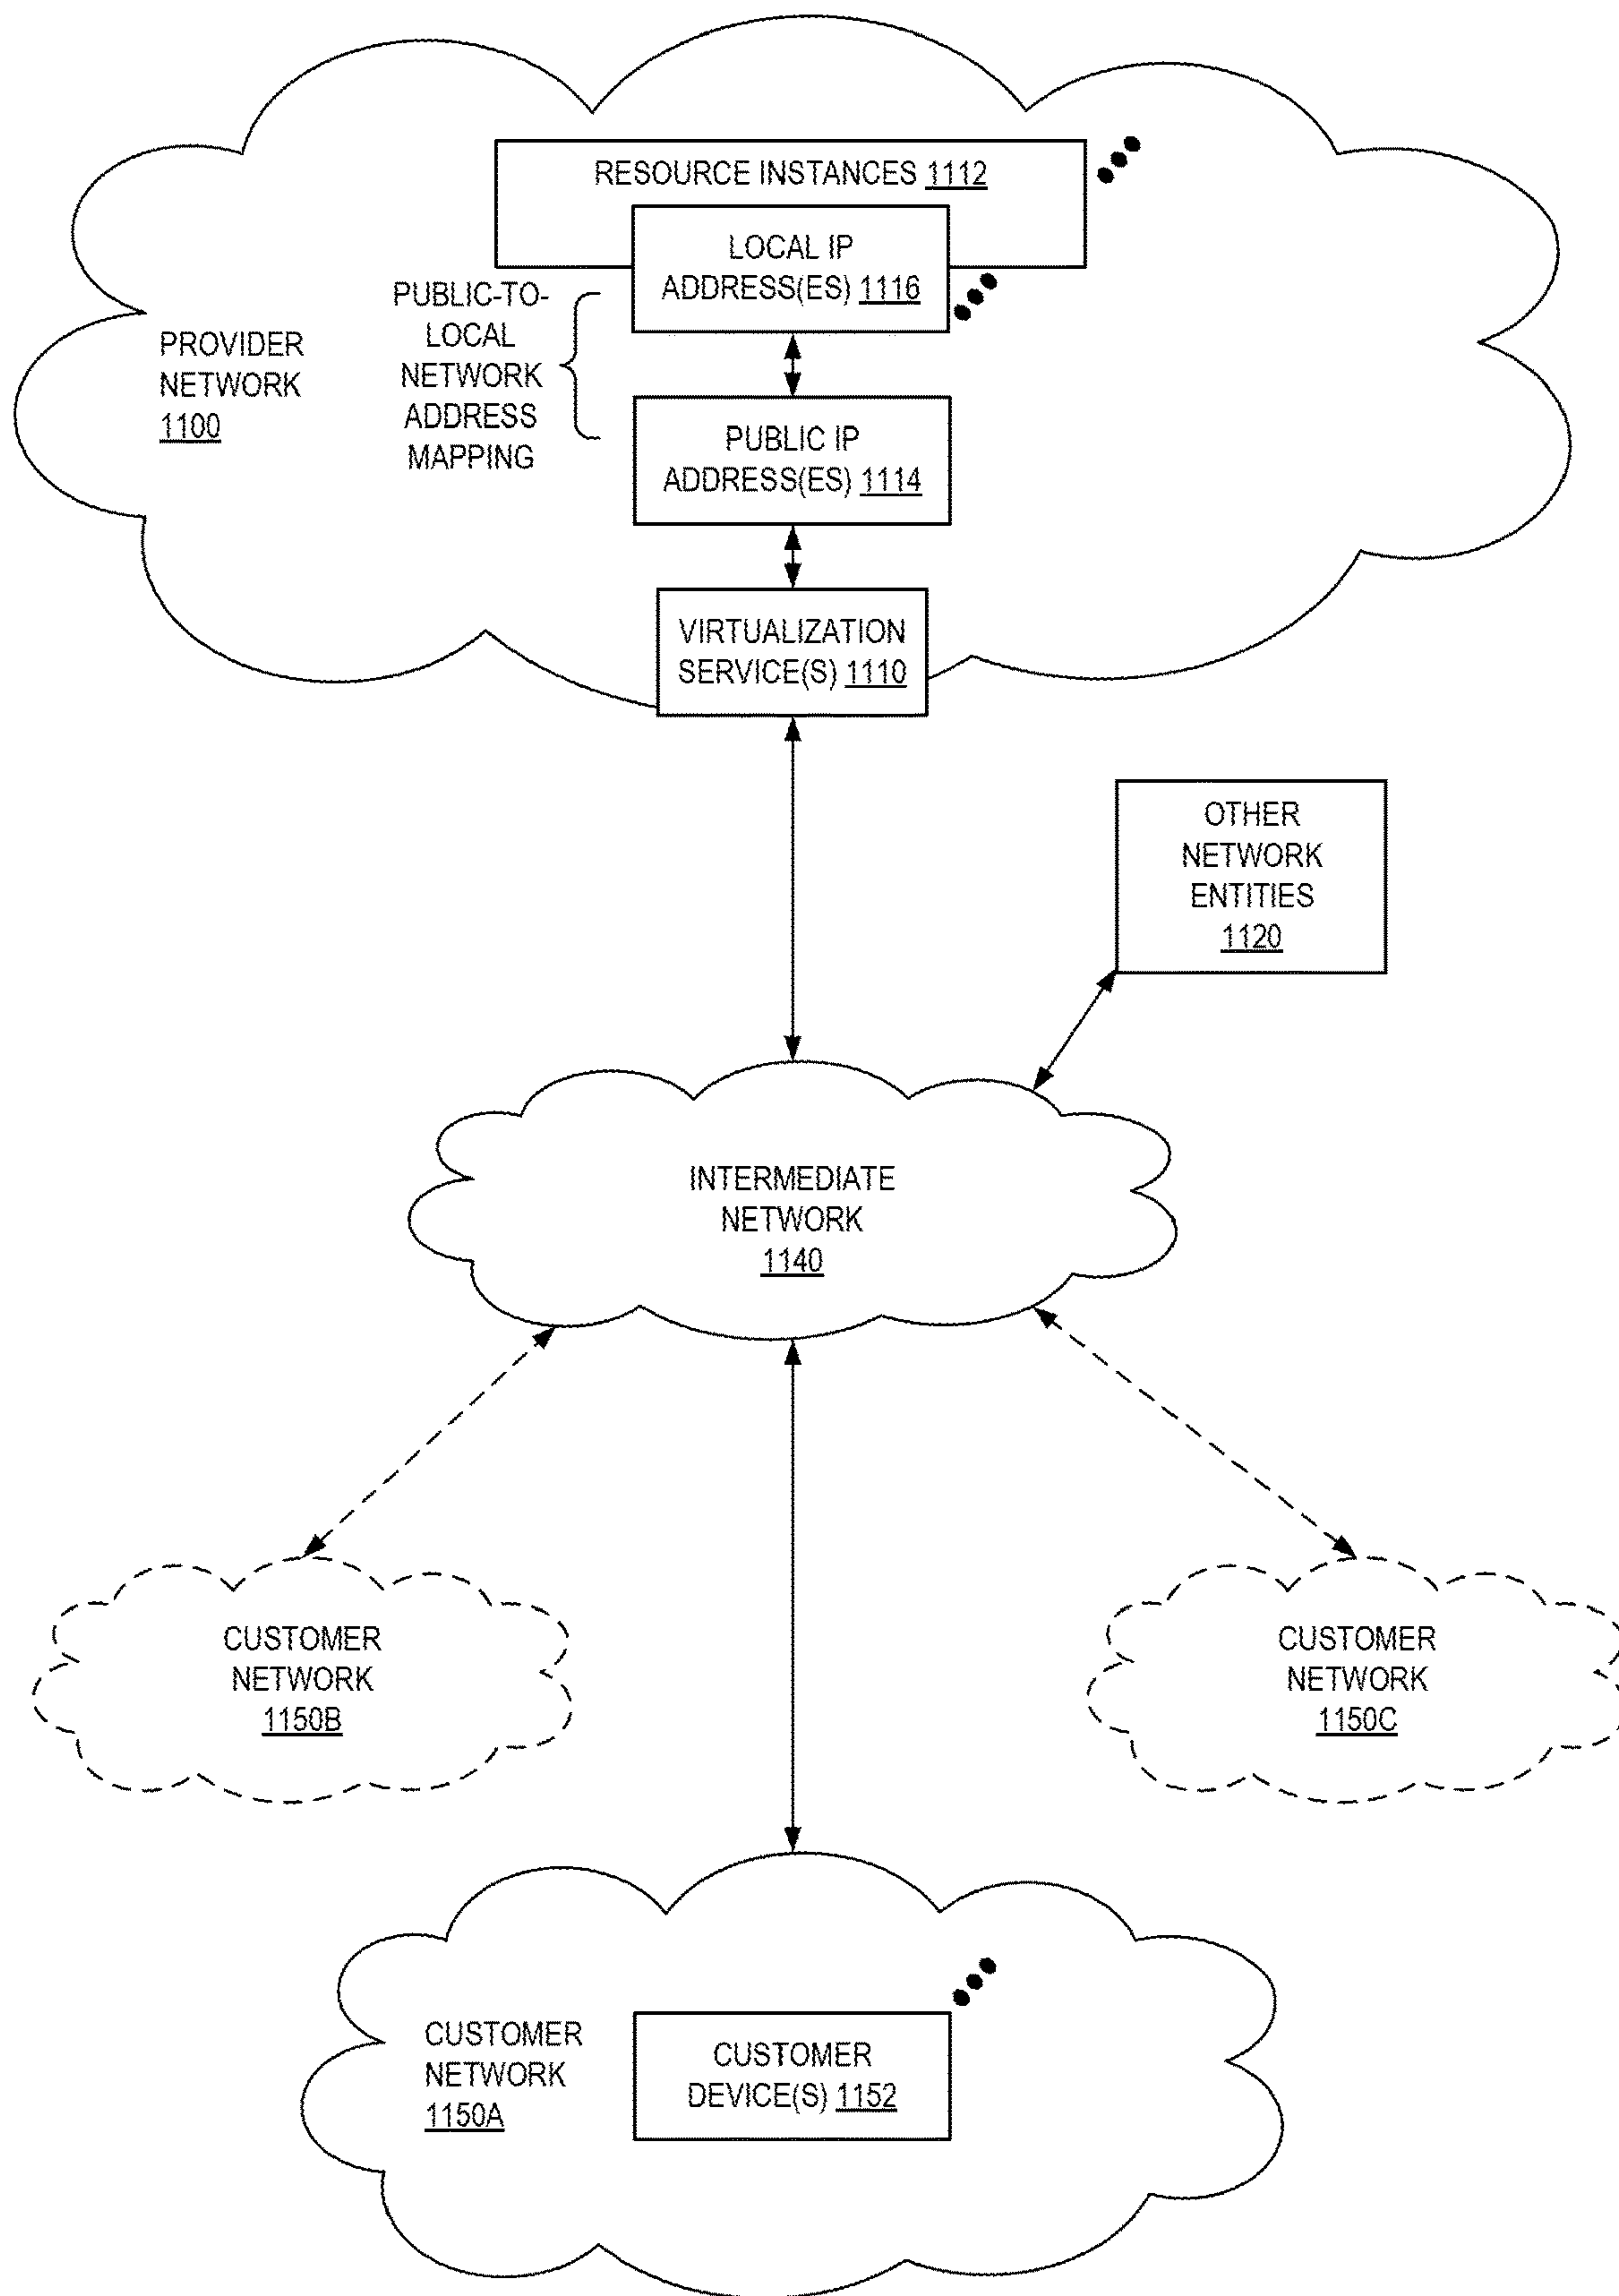 RESOURCE INSTANCES 1112
LOCAL IP
ADDRESS(ES) 1116
PUBLIC-TO-
LOCAL
NETWORK
ADDRESS
MAPPING
PROVIDER
NETWORK
1100
PUBLIC IP
ADDRESS(ES) 1114
VIRTUALIZATION
SERVICE(S) 1110
OTHER
NETWORK
ENTITIES
1120
INTERMEDIATE
NETWORK
1140
CUSTOMER
NETWORK
1150B
CUSTOMER
NETWORK
1150C
CUSTOMER
NETWORK
1150A
CUSTOMER
DEVICE(S) 1152